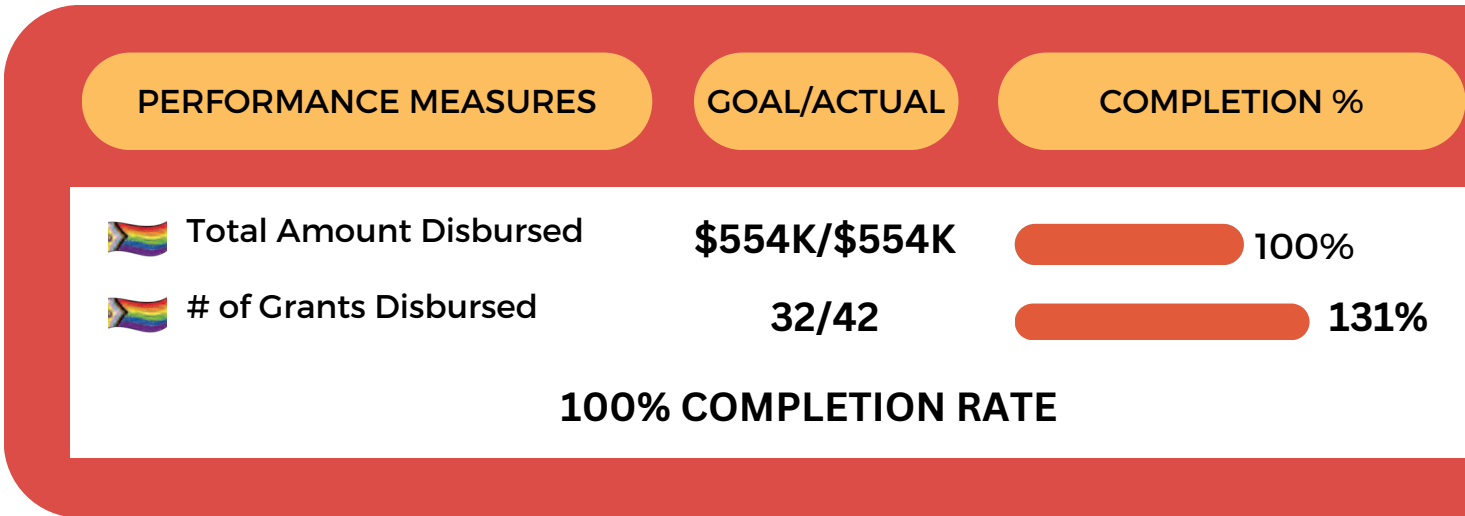 PERFORMANCE MEASURES GOAL/ACTUAL COMPLETION %
Total Amount Disbursed $554K/$554K 100%
# of Grants Disbursed 32/42 131%
100% COMPLETION RATE